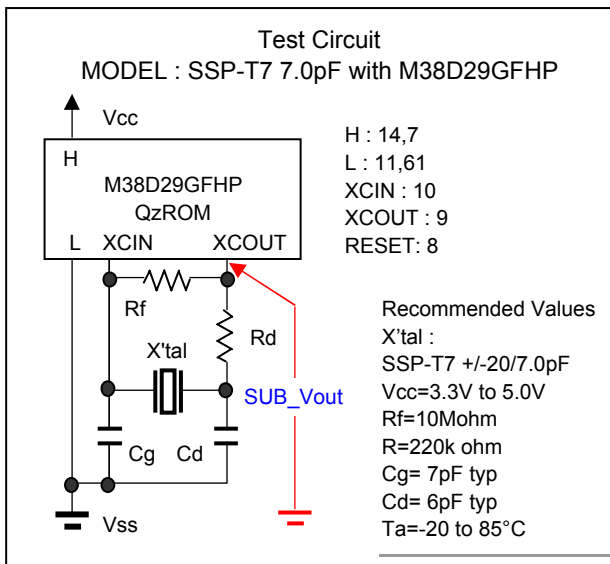 Test Circuit
MODEL : SSP-T7 7.0pF with M38D29GFHP
Vcc
H
M38D29GFHP
QzROM
L XCIN XCOUT
Rf
Rd
X'tal
SUB_Vout
Cg Cd
Vss
H : 14,7
L : 11,61
XCIN : 10
XCOUT : 9
RESET: 8
Recommended Values
X'tal :
SSP-T7 +/-20/7.0pF
Vcc=3.3V to 5.0V
Rf=10Mohm
R=220k ohm
Cg= 7pF typ
Cd= 6pF typ
Ta=-20 to 85°C